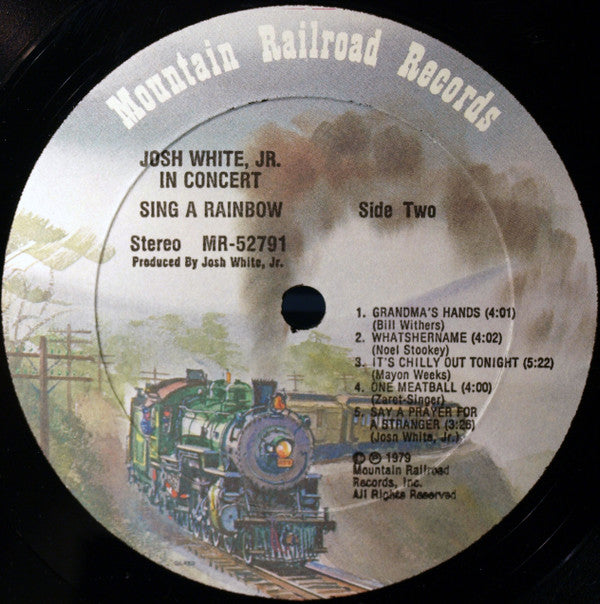 Mountain Railroad Records
JOSH WHITE, JR.
IN CONCERT
SING A RAINBOW
Side Two
Stereo MR-52791
Produced By Josh White, Jr.
1. GRANDMA'S HANDS (4:01)
(Bill Withers)
2. WHATSHERNAME (4:02)
(Noel Stookey)
3. IT'S CHILLY OUT TONIGHT (5:22)
(Mayon Weeks)
4. ONE MEATBALL (4:00)
(Zaret-Singer)
5. SAY A PRAYER FOR
A STRANGER (3:26)
(Josh White, Jr.)
© ℗ 1979
Mountain Railroad
Records, Inc.
All Rights Reserved